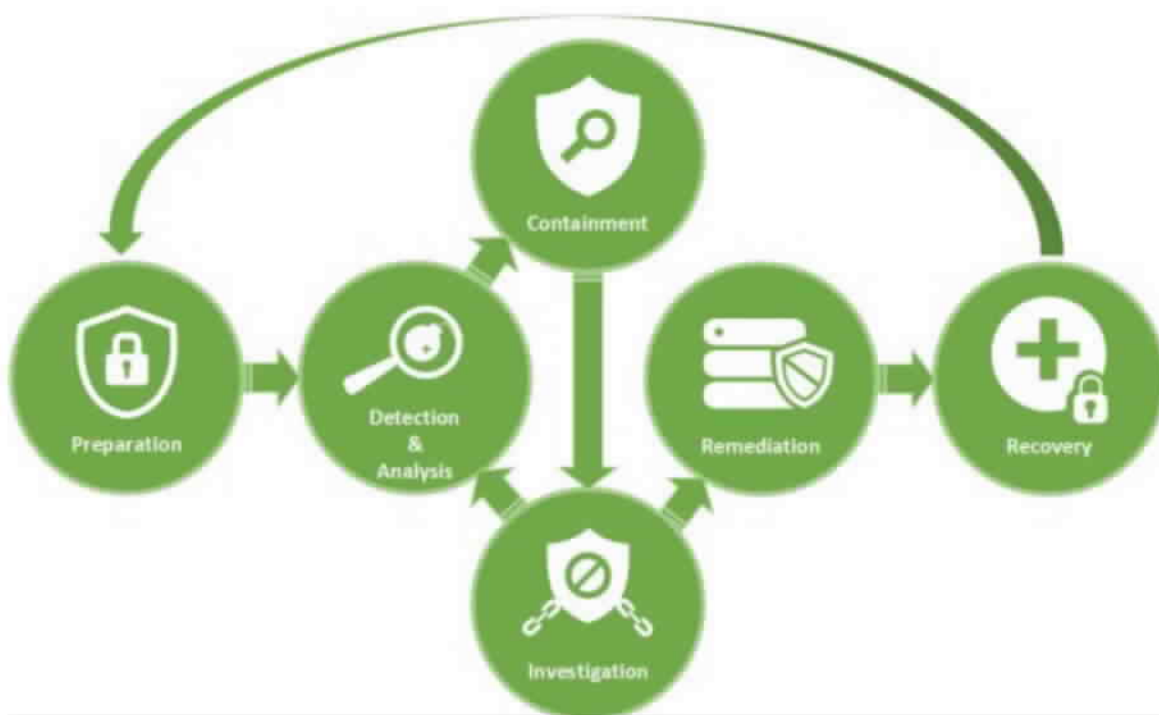 Containment
Preparation
Detection
&
Analysis
Remediation
Recovery
Investigation